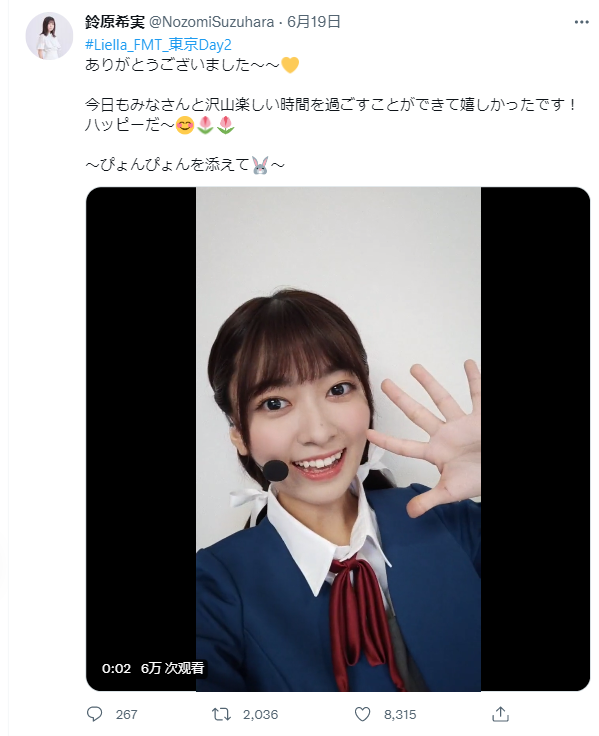 鈴原希実 @NozomiSuzuhara · 6月19日
#Liella_FMT_東京Day2
ありがとうございました〜〜💛
今日もみなさんと沢山楽しい時間を過ごすことができて嬉しかったです！
ハッピーだ〜😊🌷🌷
〜ぴょんぴょんを添えて🐰〜
0:02 6万 次观看
267 2,036 8,315